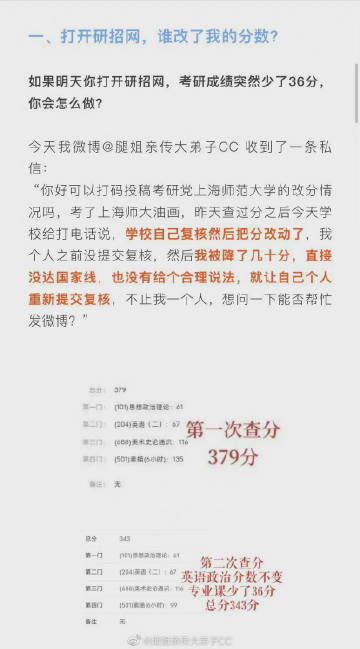 一、打开研招网，谁改了我的分数？
如果明天你打开研招网，考研成绩突然少了36分，
你会怎么做？
今天我微博@腿姐亲传大弟子CC 收到了一条私
信：
“你好可以打码投稿考研党上海师范大学的改分情
况吗，考了上海师大油画，昨天查过分之后今天学
校给打电话说，学校自己复核然后把分改动了，我
个人之前没提交复核，然后我被降了几十分，直接
没达国家线，也没有给个合理说法，就让自己个人
重新提交复核，不止我一个人，想问一下能否帮忙
发微博？”
总分： 379
第一门： (101)思想政治理论：61
第二门： (204)英语（二）：67
第三门： (688)美术史论通识：116
第四门： (501)素描(6小时)：135
备注： 无
第一次查分
379分
总分 343
第一门 (101)思想政治理论：61
第二门 (204)英语（二）：67
第三门 (688)美术史论通识：116
第四门 (501)素描(6小时) 99
备注 无
第二次查分
英语政治分数不变
专业课少了36分
总分343分
@腿姐亲传大弟子CC